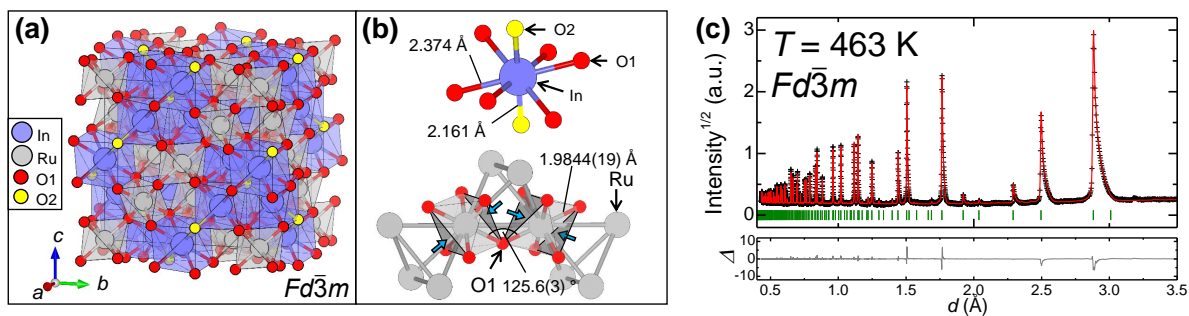 (a)
In
Ru
O1
O2
c
a
b
Fd3̄m
(b)
O2
2.374 Å
O1
In
2.161 Å
1.9844(19) Å
Ru
O1
125.6(3) °
(c)
T = 463 K
Fd3̄m
Intensity^1/2 (a.u.)
3
2
1
0
Δ
10
0
-10
0.5 1.0 1.5 2.0 2.5 3.0 3.5
d (Å)